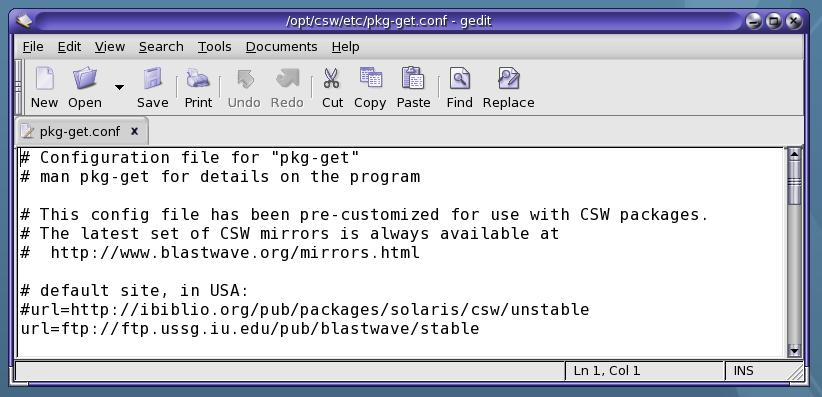 /opt/csw/etc/pkg-get.conf - gedit
File Edit View Search Tools Documents Help
New Open Save Print Undo Redo Cut Copy Paste Find Replace
pkg-get.conf x
# Configuration file for "pkg-get"
# man pkg-get for details on the program
# This config file has been pre-customized for use with CSW packages.
# The latest set of CSW mirrors is always available at
#  http://www.blastwave.org/mirrors.html
# default site, in USA:
#url=http://ibiblio.org/pub/packages/solaris/csw/unstable
url=ftp://ftp.ussg.iu.edu/pub/blastwave/stable
Ln 1, Col 1 INS